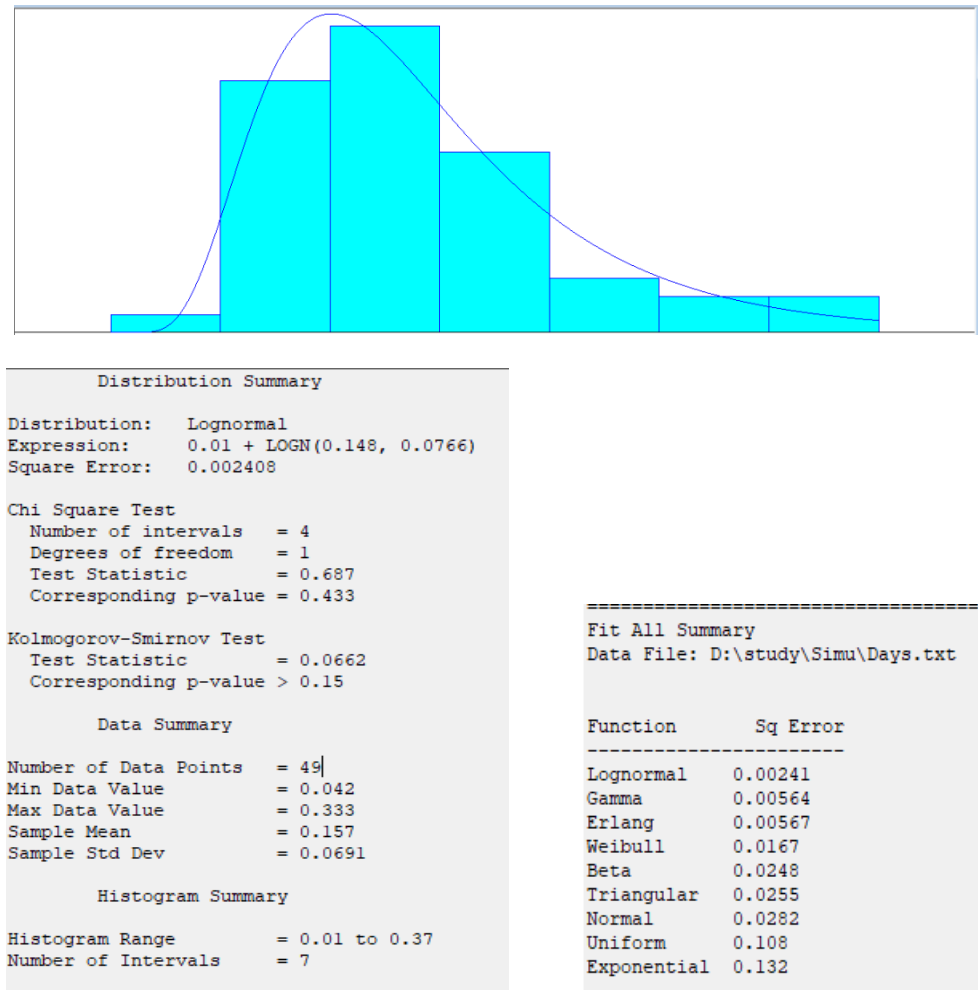 Distribution Summary
Distribution: Lognormal
Expression: 0.01 + LOGN(0.148, 0.0766)
Square Error: 0.002408
Chi Square Test
Number of intervals = 4
Degrees of freedom = 1
Test Statistic = 0.687
Corresponding p-value = 0.433
Kolmogorov-Smirnov Test
Test Statistic = 0.0662
Corresponding p-value > 0.15
Data Summary
Number of Data Points = 49
Min Data Value = 0.042
Max Data Value = 0.333
Sample Mean = 0.157
Sample Std Dev = 0.0691
Histogram Summary
Histogram Range = 0.01 to 0.37
Number of Intervals = 7
===================================
Fit All Summary
Data File: D:\study\Simu\Days.txt
Function Sq Error
-----------------------
Lognormal 0.00241
Gamma 0.00564
Erlang 0.00567
Weibull 0.0167
Beta 0.0248
Triangular 0.0255
Normal 0.0282
Uniform 0.108
Exponential 0.132